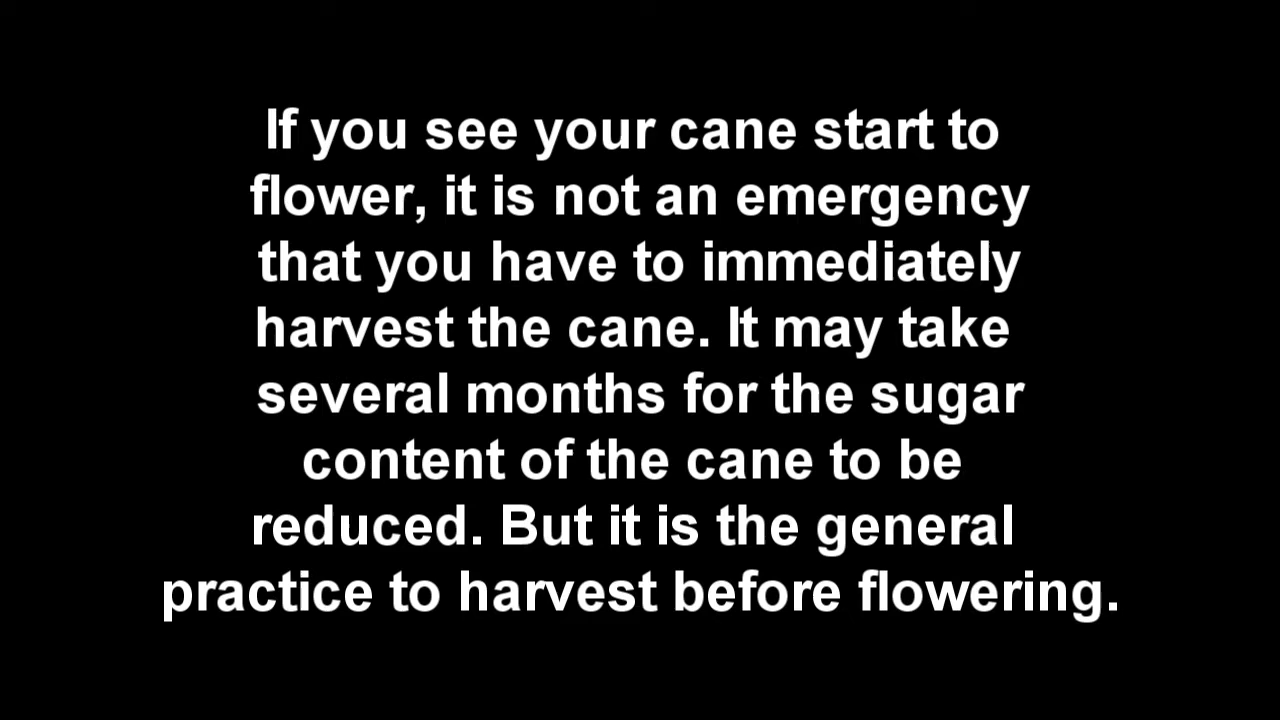 If you see your cane start to
flower, it is not an emergency
that you have to immediately
harvest the cane. It may take
several months for the sugar
content of the cane to be
reduced. But it is the general
practice to harvest before flowering.